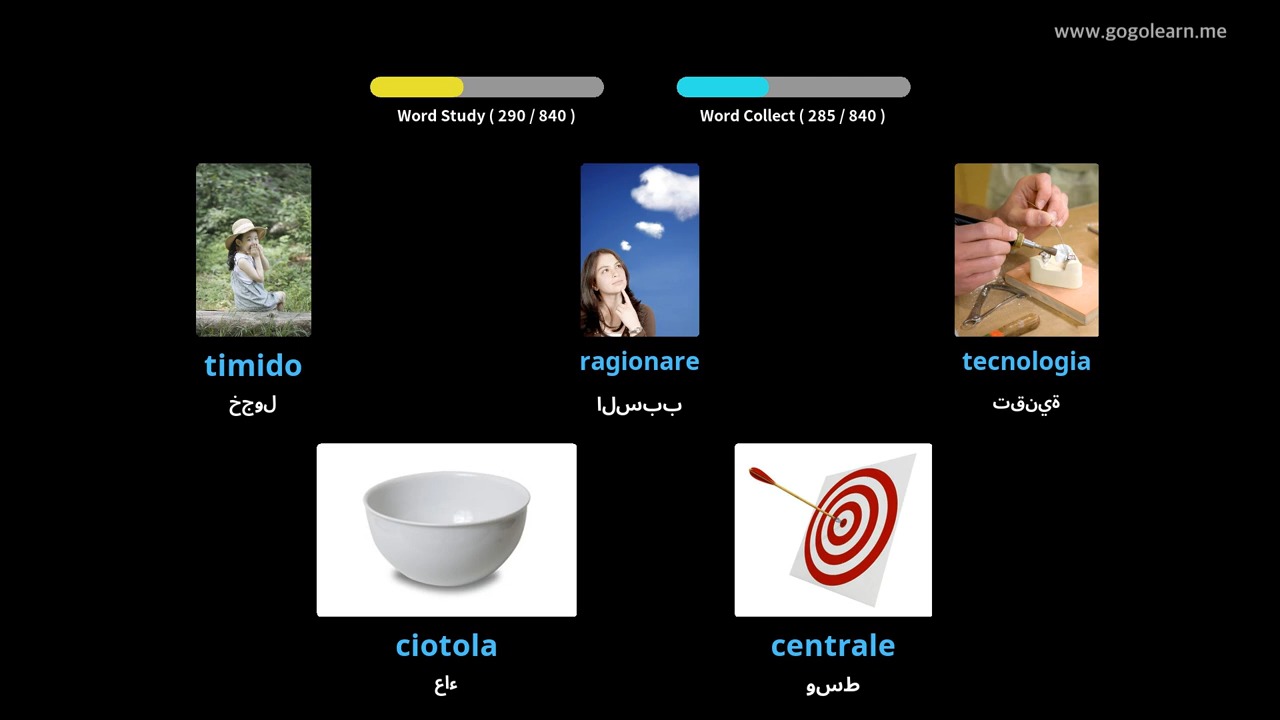 www.gogolearn.me
Word Study ( 290 / 840 )
Word Collect ( 285 / 840 )
timido
ragionare
tecnologia
خجول
السبب
تقنية
ciotola
centrale
عاء
وسط